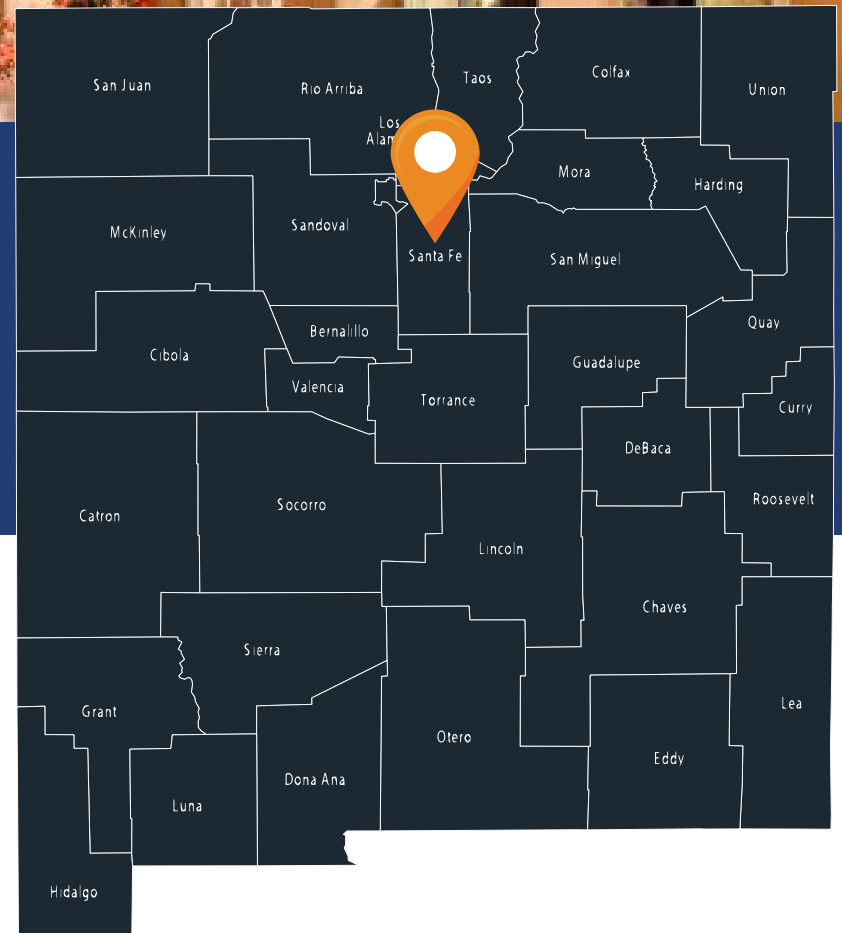 San Juan
Rio Arriba
Taos
Colfax
Union
Los
Alam
Mora
Harding
McKinley
Sandoval
Santa Fe
San Miguel
Bernalillo
Quay
Cibola
Guadalupe
Valencia
Torrance
Curry
DeBaca
Catron
Socorro
Roosevelt
Lincoln
Chaves
Sierra
Grant
Lea
Otero
Eddy
Dona Ana
Luna
Hidalgo